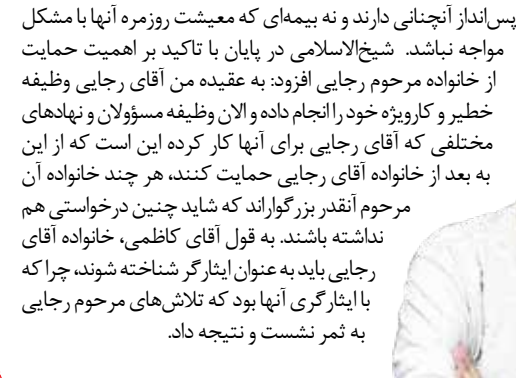 پس‌انداز آنچنانی دارند و نه بیمه‌ای که معیشت روزمره آنها با مشکل
مواجه نباشد. شیخ‌الاسلامی در پایان با تاکید بر اهمیت حمایت
از خانواده مرحوم رجایی افزود: به عقیده من آقای رجایی وظیفه
خطیر و کارویژه خود را انجام داده و الان وظیفه مسؤولان و نهادهای
مختلفی که آقای رجایی برای آنها کار کرده این است که از این
به بعد از خانواده آقای رجایی حمایت کنند، هر چند خانواده آن
مرحوم آنقدر بزرگواراند که شاید چنین درخواستی هم
نداشته باشند. به قول آقای کاظمی، خانواده آقای
رجایی باید به عنوان ایثارگر شناخته شوند، چرا که
با ایثارگری آنها بود که تلاش‌های مرحوم رجایی
به ثمر نشست و نتیجه داد.